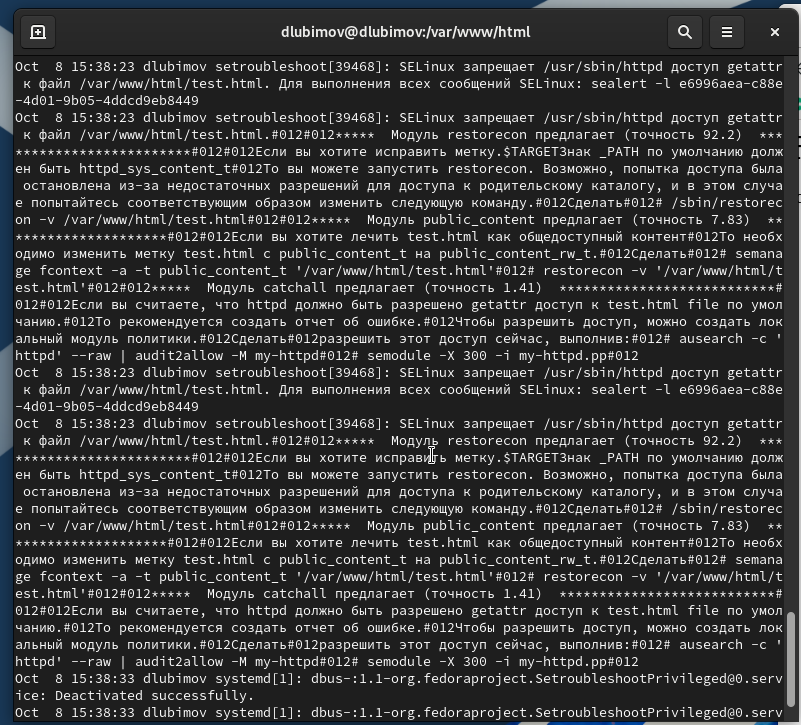 dlubimov@dlubimov:/var/www/html
Oct  8 15:38:23 dlubimov setroubleshoot[39468]: SELinux запрещает /usr/sbin/httpd доступ getattr
 к файл /var/www/html/test.html. Для выполнения всех сообщений SELinux: sealert -l e6996aea-c88e
-4d01-9b05-4ddcd9eb8449
Oct  8 15:38:23 dlubimov setroubleshoot[39468]: SELinux запрещает /usr/sbin/httpd доступ getattr
 к файл /var/www/html/test.html.#012#012*****  Модуль restorecon предлагает (точность 92.2)  ***
**********************#012#012Если вы хотите исправить метку.$TARGETЗнак _PATH по умолчанию долж
ен быть httpd_sys_content_t#012То вы можете запустить restorecon. Возможно, попытка доступа была
 остановлена из-за недостаточных разрешений для доступа к родительскому каталогу, и в этом случа
е попытайтесь соответствующим образом изменить следующую команду.#012Сделать#012# /sbin/restorec
on -v /var/www/html/test.html#012#012*****  Модуль public_content предлагает (точность 7.83)  **
*******************#012#012Если вы хотите лечить test.html как общедоступный контент#012То необх
одимо изменить метку test.html с public_content_t на public_content_rw_t.#012Сделать#012# semana
ge fcontext -a -t public_content_t '/var/www/html/test.html'#012# restorecon -v '/var/www/html/t
est.html'#012#012*****  Модуль catchall предлагает (точность 1.41)  ***************************#
012#012Если вы считаете, что httpd должно быть разрешено getattr доступ к test.html file по умол
чанию.#012То рекомендуется создать отчет об ошибке.#012Чтобы разрешить доступ, можно создать лок
альный модуль политики.#012Сделать#012разрешить этот доступ сейчас, выполнив:#012# ausearch -c '
httpd' --raw | audit2allow -M my-httpd#012# semodule -X 300 -i my-httpd.pp#012
Oct  8 15:38:23 dlubimov setroubleshoot[39468]: SELinux запрещает /usr/sbin/httpd доступ getattr
 к файл /var/www/html/test.html. Для выполнения всех сообщений SELinux: sealert -l e6996aea-c88e
-4d01-9b05-4ddcd9eb8449
Oct  8 15:38:23 dlubimov setroubleshoot[39468]: SELinux запрещает /usr/sbin/httpd доступ getattr
 к файл /var/www/html/test.html.#012#012*****  Модуль restorecon предлагает (точность 92.2)  ***
**********************#012#012Если вы хотите исправить метку.$TARGETЗнак _PATH по умолчанию долж
ен быть httpd_sys_content_t#012То вы можете запустить restorecon. Возможно, попытка доступа была
 остановлена из-за недостаточных разрешений для доступа к родительскому каталогу, и в этом случа
е попытайтесь соответствующим образом изменить следующую команду.#012Сделать#012# /sbin/restorec
on -v /var/www/html/test.html#012#012*****  Модуль public_content предлагает (точность 7.83)  **
*******************#012#012Если вы хотите лечить test.html как общедоступный контент#012То необх
одимо изменить метку test.html с public_content_t на public_content_rw_t.#012Сделать#012# semana
ge fcontext -a -t public_content_t '/var/www/html/test.html'#012# restorecon -v '/var/www/html/t
est.html'#012#012*****  Модуль catchall предлагает (точность 1.41)  ***************************#
012#012Если вы считаете, что httpd должно быть разрешено getattr доступ к test.html file по умол
чанию.#012То рекомендуется создать отчет об ошибке.#012Чтобы разрешить доступ, можно создать лок
альный модуль политики.#012Сделать#012разрешить этот доступ сейчас, выполнив:#012# ausearch -c '
httpd' --raw | audit2allow -M my-httpd#012# semodule -X 300 -i my-httpd.pp#012
Oct  8 15:38:33 dlubimov systemd[1]: dbus-:1.1-org.fedoraproject.SetroubleshootPrivileged@0.serv
ice: Deactivated successfully.
Oct  8 15:38:33 dlubimov systemd[1]: dbus-:1.1-org.fedoraproject.SetroubleshootPrivileged@0.serv